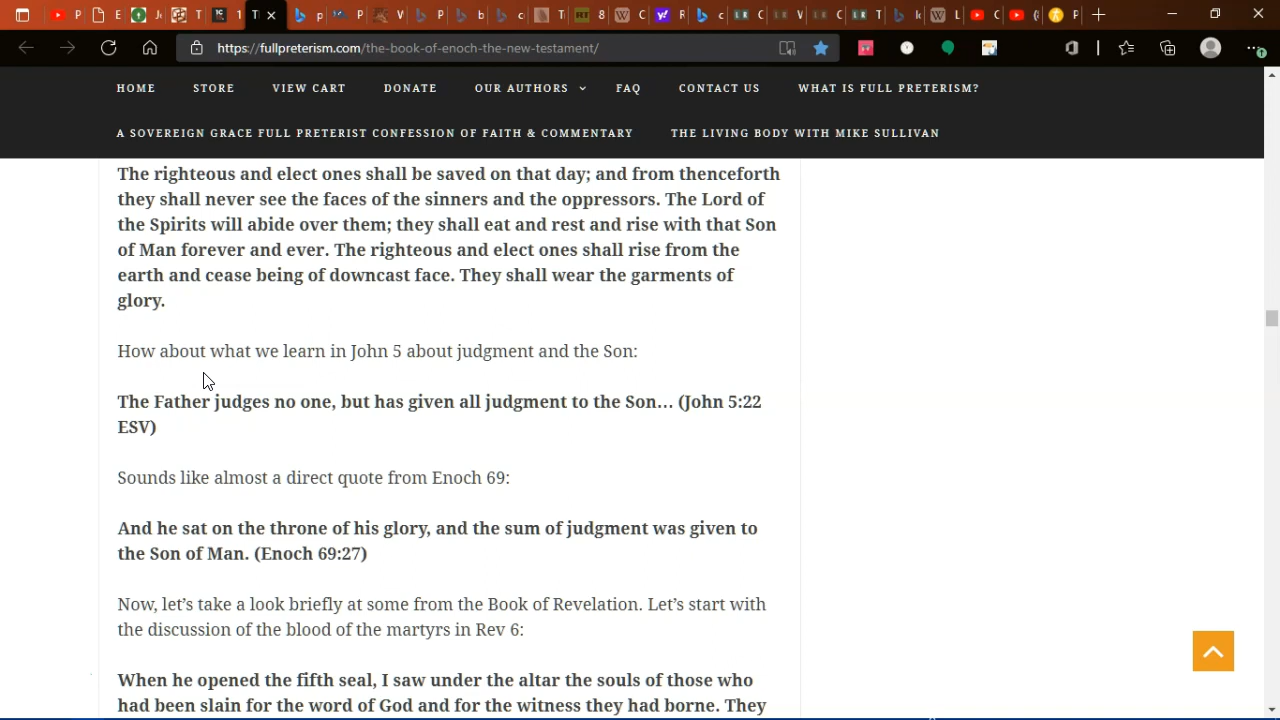 P
E
J
1
T
p
P
V
P
b
c
T
8
C
R
c
C
V
C
T
lo
L
C
(
P
https://fullpreterism.com/the-book-of-enoch-the-new-testament/
HOME STORE VIEW CART DONATE OUR AUTHORS FAQ CONTACT US WHAT IS FULL PRETERISM?
A SOVEREIGN GRACE FULL PRETERIST CONFESSION OF FAITH & COMMENTARY THE LIVING BODY WITH MIKE SULLIVAN
The righteous and elect ones shall be saved on that day; and from thenceforth
they shall never see the faces of the sinners and the oppressors. The Lord of
the Spirits will abide over them; they shall eat and rest and rise with that Son
of Man forever and ever. The righteous and elect ones shall rise from the
earth and cease being of downcast face. They shall wear the garments of
glory.
How about what we learn in John 5 about judgment and the Son:
The Father judges no one, but has given all judgment to the Son… (John 5:22
ESV)
Sounds like almost a direct quote from Enoch 69:
And he sat on the throne of his glory, and the sum of judgment was given to
the Son of Man. (Enoch 69:27)
Now, let’s take a look briefly at some from the Book of Revelation. Let’s start with
the discussion of the blood of the martyrs in Rev 6:
When he opened the fifth seal, I saw under the altar the souls of those who
had been slain for the word of God and for the witness they had borne. They